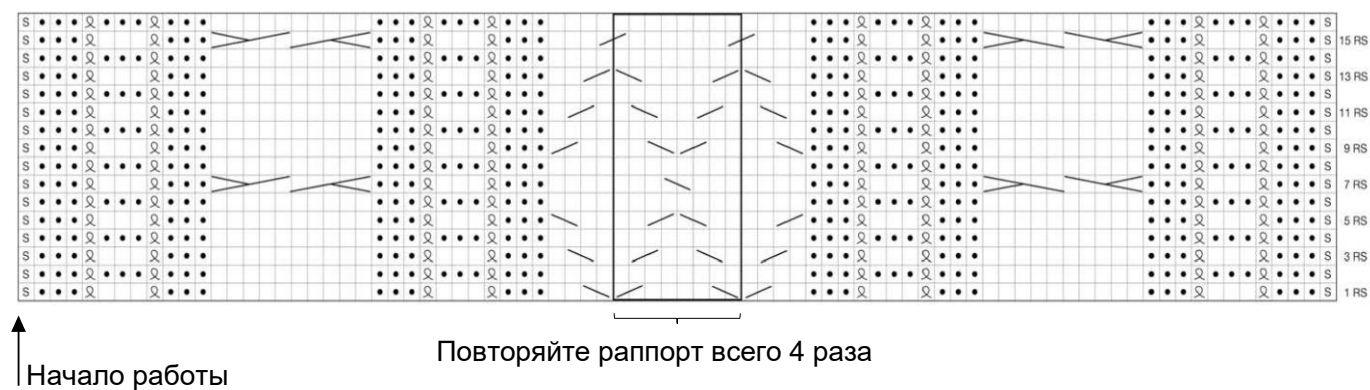 S S
S S 15 RS
S S
S S 13 RS
S S
S S 11 RS
S S
S S 9 RS
S S
S S 7 RS
S S
S S 5 RS
S S
S S 3 RS
S S
S S 1 RS
Повторяйте раппорт всего 4 раза
Начало работы